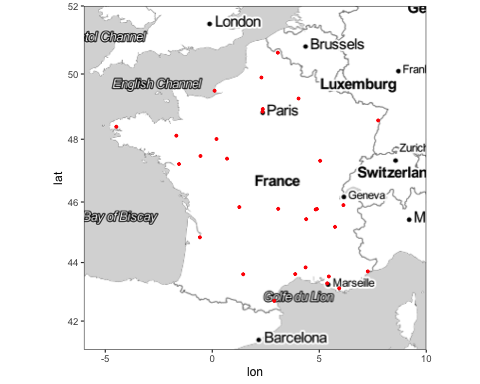 52
50
48
46
44
42
lat
Ge
London
tol Channel
Brussels
Frankf
English Channel
Luxemburg
Paris
Zurich
Switzerlan
France
Geneva
Bay of Biscay
M
Marseille
Golfe du Lion
Barcelona
-5
0
5
10
lon